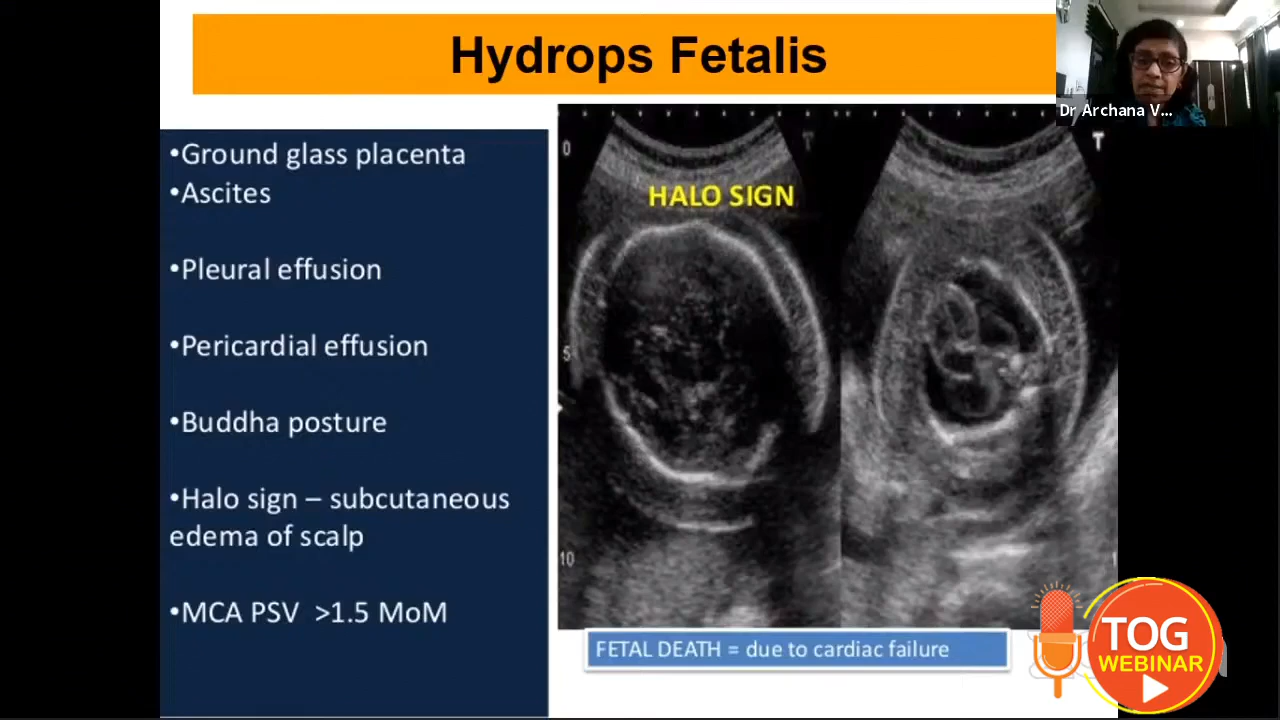 Hydrops Fetalis
Dr Archana V...
•Ground glass placenta
•Ascites
•Pleural effusion
•Pericardial effusion
•Buddha posture
•Halo sign – subcutaneous
edema of scalp
•MCA PSV >1.5 MoM
0
T
T
HALO SIGN
5
10
FETAL DEATH = due to cardiac failure
TOG
WEBINAR